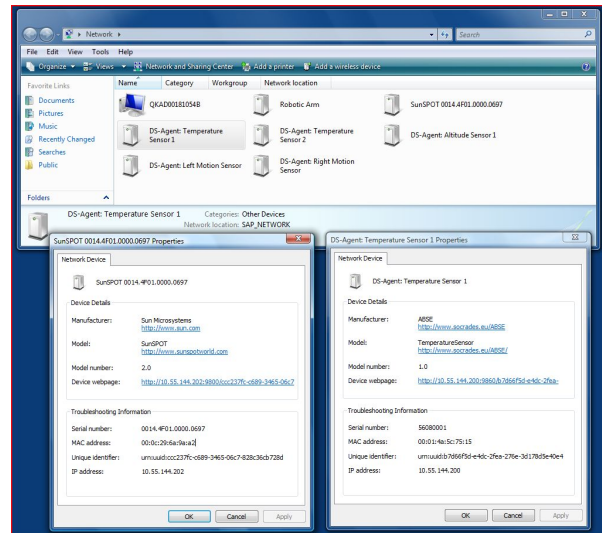 Network
Search
File Edit View Tools Help
Organize Views Network and Sharing Center Add a printer Add a wireless device
Favorite Links
Documents
Pictures
Music
Recently Changed
Searches
Public
Folders
Name Category Workgroup Network location
QKAD00181054B
Robotic Arm
SunSPOT 0014.4F01.0000.0697
DS-Agent: Temperature
Sensor 1
DS-Agent: Temperature
Sensor 2
DS-Agent: Altitude Sensor 1
DS-Agent: Left Motion Sensor
DS-Agent: Right Motion
Sensor
DS-Agent: Temperature Sensor 1 Categories: Other Devices
Network location: SAP_NETWORK
SunSPOT 0014.4F01.0000.0697 Properties
Network Device
SunSPOT 0014.4F01.0000.0697
Device Details
Manufacturer: Sun Microsystems
http://www.sun.com
Model: SunSPOT
http://www.sunspotworld.com
Model number: 2.0
Device webpage: http://10.55.144.202:9800/ccc237fc-c689-3465-06c7
Troubleshooting Information
Serial number: 0014.4F01.0000.0697
MAC address: 00:0c:29:6a:9a:a2
Unique identifier: urn:uuid:ccc237fc-c689-3465-06c7-828c36cb728d
IP address: 10.55.144.202
OK Cancel Apply
DS-Agent: Temperature Sensor 1 Properties
Network Device
DS-Agent: Temperature Sensor 1
Device Details
Manufacturer: ABSE
http://www.socrades.eu/ABSE
Model: TemperatureSensor
http://www.socrades.eu/ABSE/
Model number: 1.0
Device webpage: http://10.55.144.200:9860/b7d66f5d-e4dc-2fea-
Troubleshooting Information
Serial number: 56080001
MAC address: 00:01:4a:5c:75:15
Unique identifier: urn:uuid:b7d66f5d-e4dc-2fea-276e-3d178d5e40e4
IP address: 10.55.144.200
OK Cancel Apply